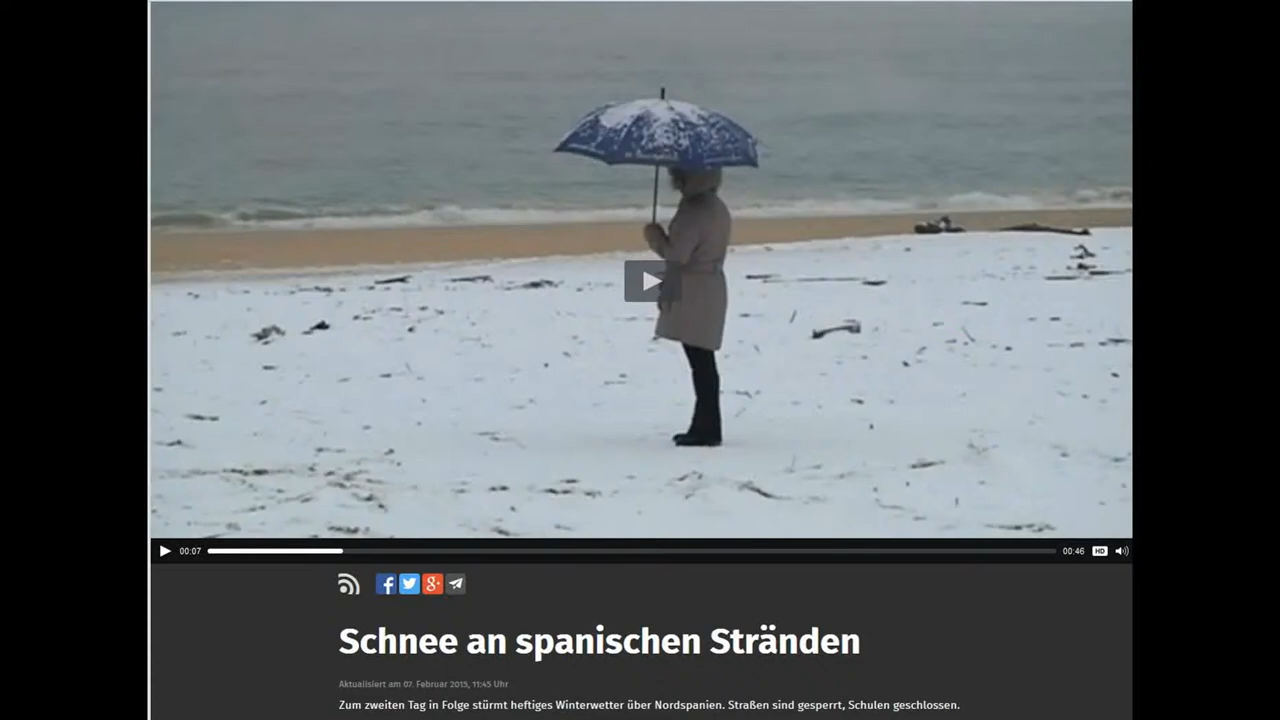 00:07
00:46
HD
Schnee an spanischen Stränden
Aktualisiert am 07. Februar 2015, 11:45 Uhr
Zum zweiten Tag in Folge stürmt heftiges Winterwetter über Nordspanien. Straßen sind gesperrt, Schulen geschlossen.